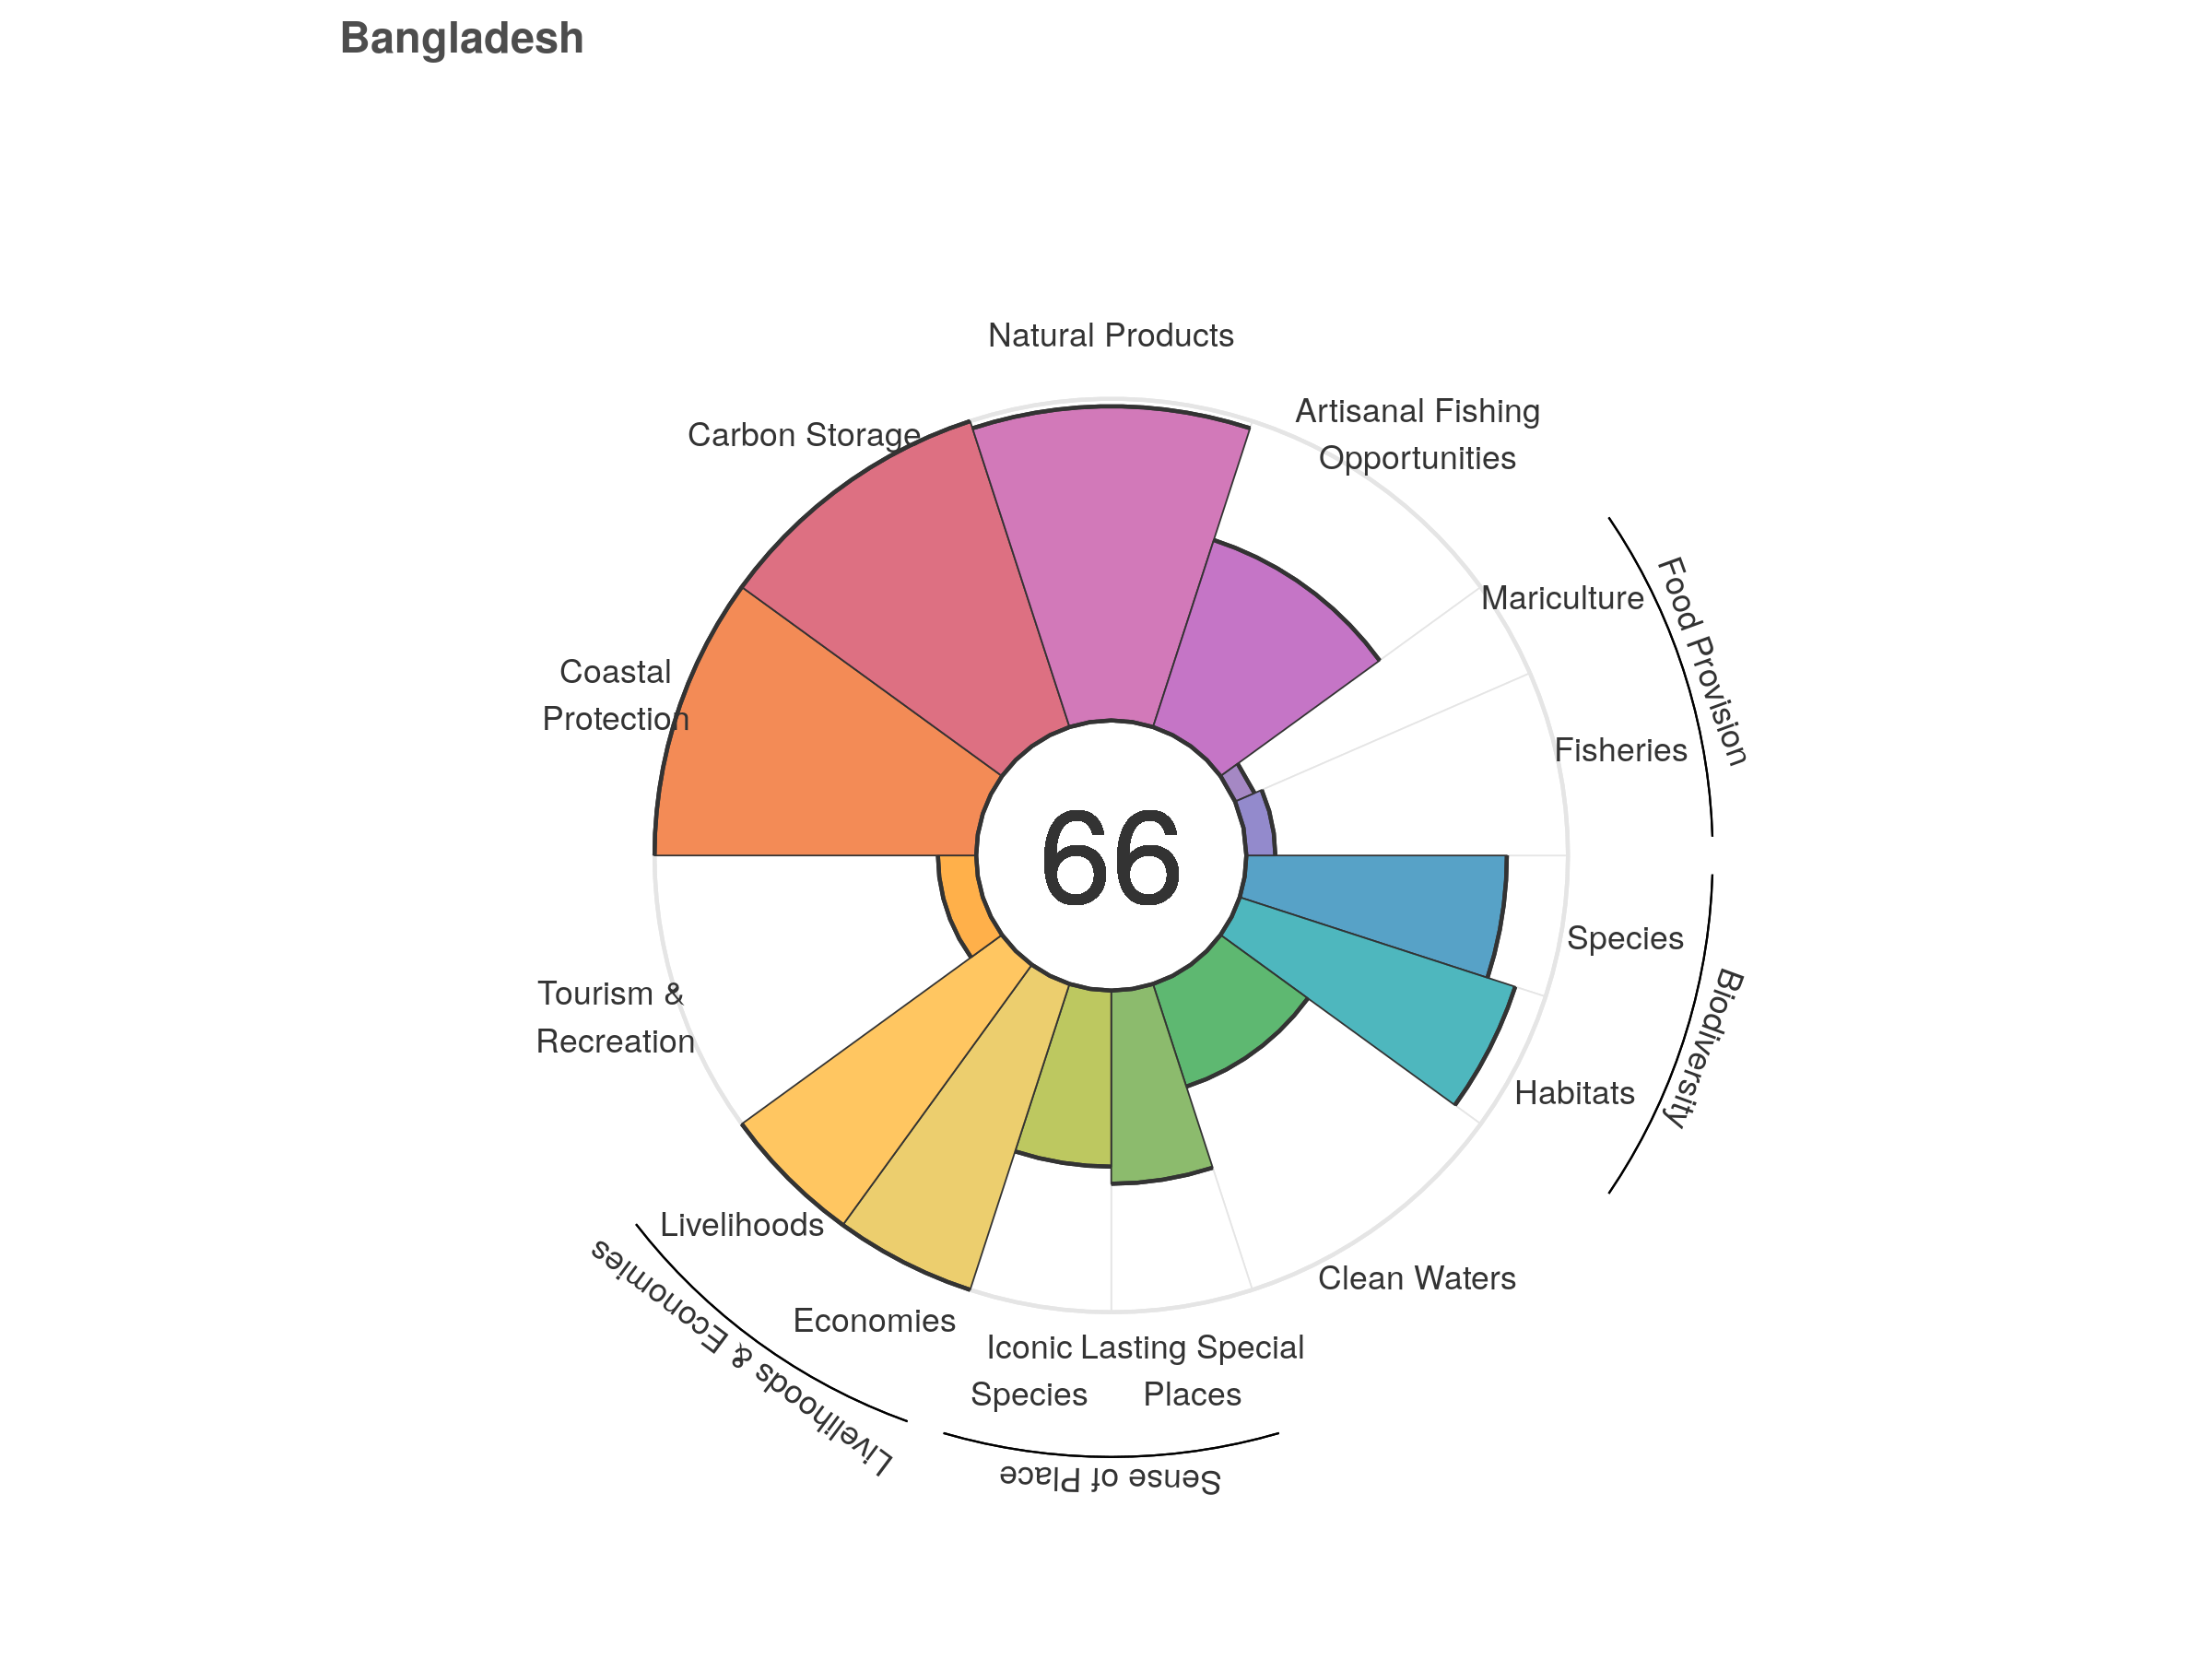 Bangladesh
Natural Products
Artisanal Fishing
Opportunities
Carbon Storage
Mariculture
Food Provision
Coastal
Protection
Fisheries
66
Species
Biodiversity
Tourism &
Recreation
Habitats
Livelihoods
Clean Waters
Livelihoods & Economies
Economies
Iconic
Species
Lasting Special
Places
Sense of Place